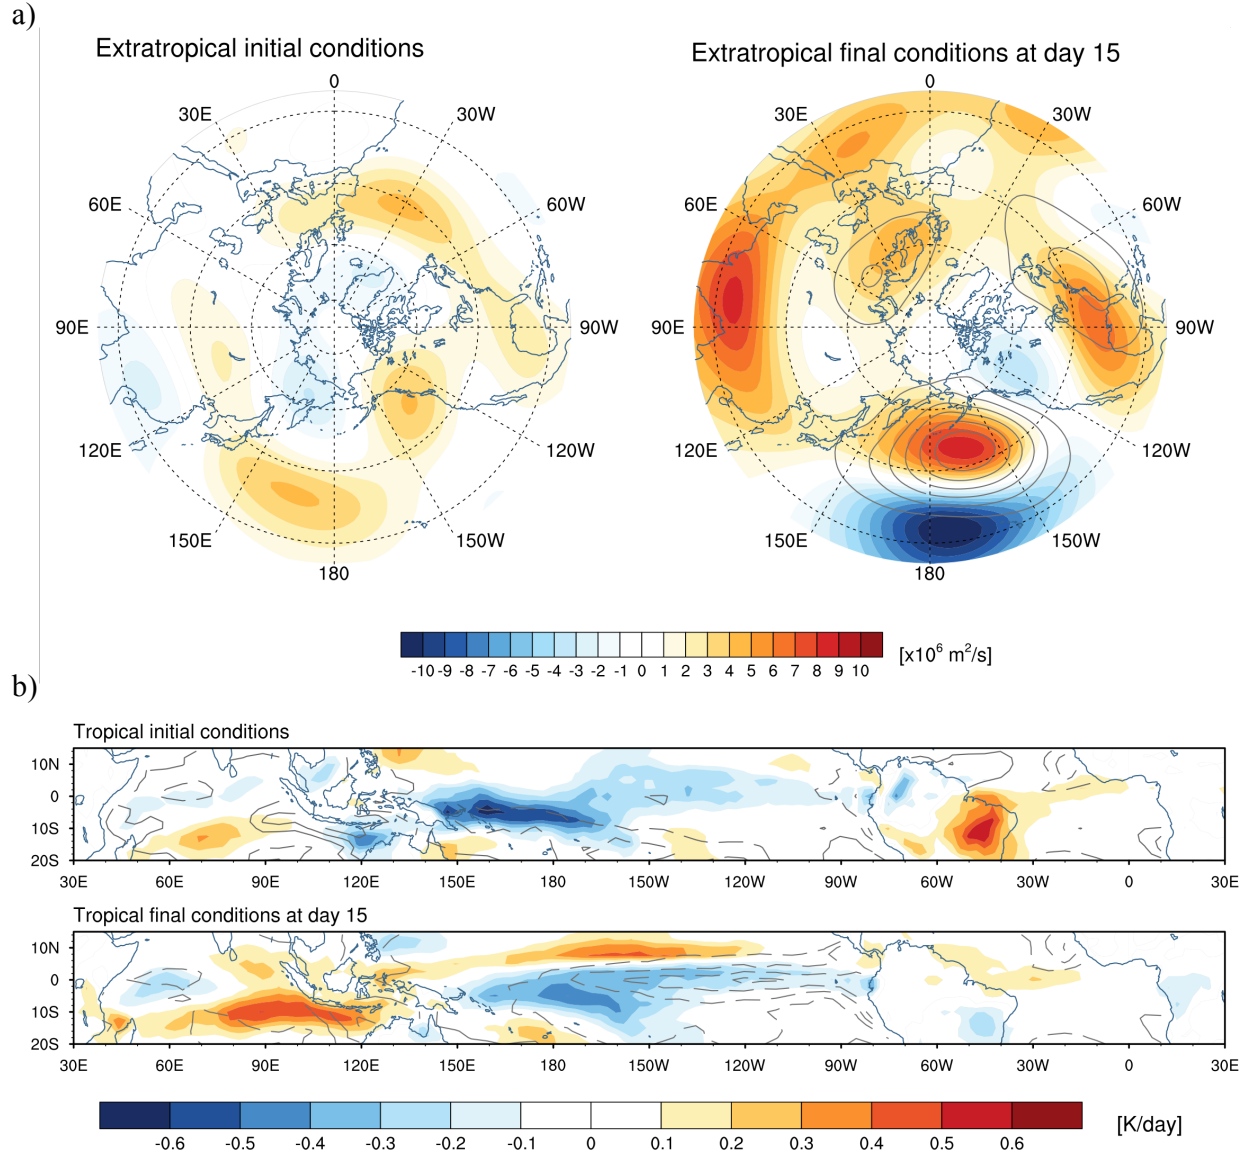 a)
Extratropical initial conditions
Extratropical final conditions at day 15
0
30E
30W
60E
60W
90E
90W
120E
120W
150E
150W
180
0
30E
30W
60E
60W
90E
90W
120E
120W
150E
150W
180
-10 -9 -8 -7 -6 -5 -4 -3 -2 -1 0 1 2 3 4 5 6 7 8 9 10
[x10⁶ m²/s]
b)
Tropical initial conditions
10N
0
10S
20S
30E 60E 90E 120E 150E 180 150W 120W 90W 60W 30W 0 30E
Tropical final conditions at day 15
10N
0
10S
20S
30E 60E 90E 120E 150E 180 150W 120W 90W 60W 30W 0 30E
-0.6 -0.5 -0.4 -0.3 -0.2 -0.1 0 0.1 0.2 0.3 0.4 0.5 0.6
[K/day]